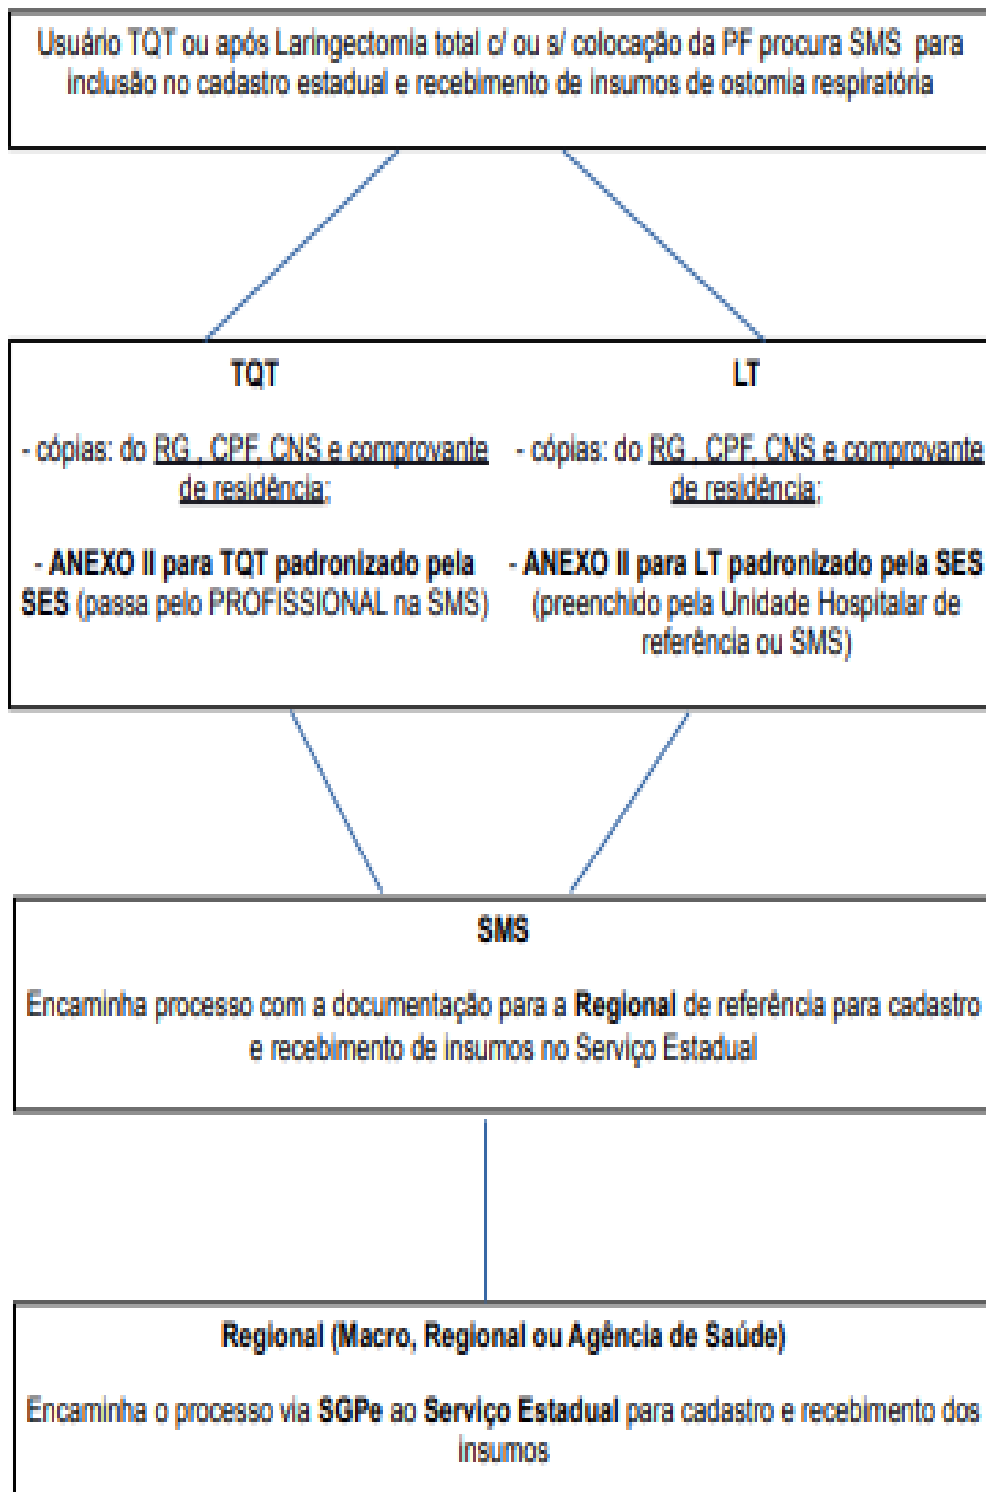 Usuário TQT ou após Laringectomia total c/ ou s/ colocação da PF procura SMS para
inclusão no cadastro estadual e recebimento de insumos de ostomia respiratória
TQT
- cópias: do RG , CPF, CNS e comprovante
de residência;
- ANEXO II para TQT padronizado pela
SES (passa pelo PROFISSIONAL na SMS)
LT
- cópias: do RG , CPF, CNS e comprovante
de residência;
- ANEXO II para LT padronizado pela SES
(preenchido pela Unidade Hospitalar de
referência ou SMS)
SMS
Encaminha processo com a documentação para a Regional de referência para cadastro
e recebimento de insumos no Serviço Estadual
Regional (Macro, Regional ou Agência de Saúde)
Encaminha o processo via SGPe ao Serviço Estadual para cadastro e recebimento dos
insumos